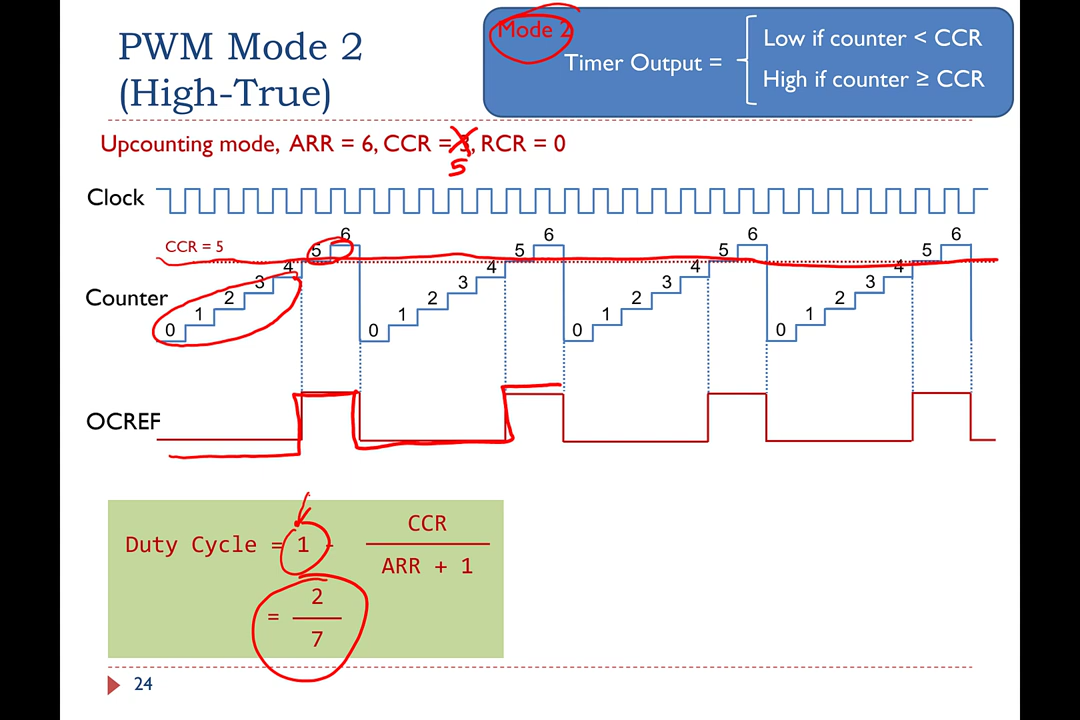 PWM Mode 2
(High-True)
Mode 2
Timer Output =
Low if counter < CCR
High if counter ≥ CCR
Upcounting mode, ARR = 6, CCR = 3, RCR = 0
5
Clock
CCR = 5
Counter
0 1 2 3 4 5 6 0 1 2 3 4 5 6 0 1 2 3 4 5 6 0 1 2 3 4 5 6
OCREF
Duty Cycle = 1 - CCR
ARR + 1
= 2
7
24